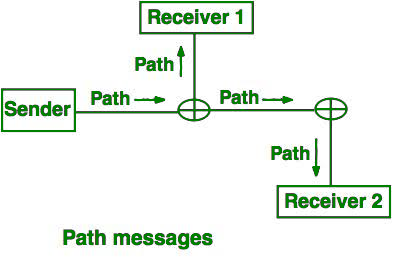 Receiver 1
Path
Sender
Path
Path
Path
Receiver 2
Path messages